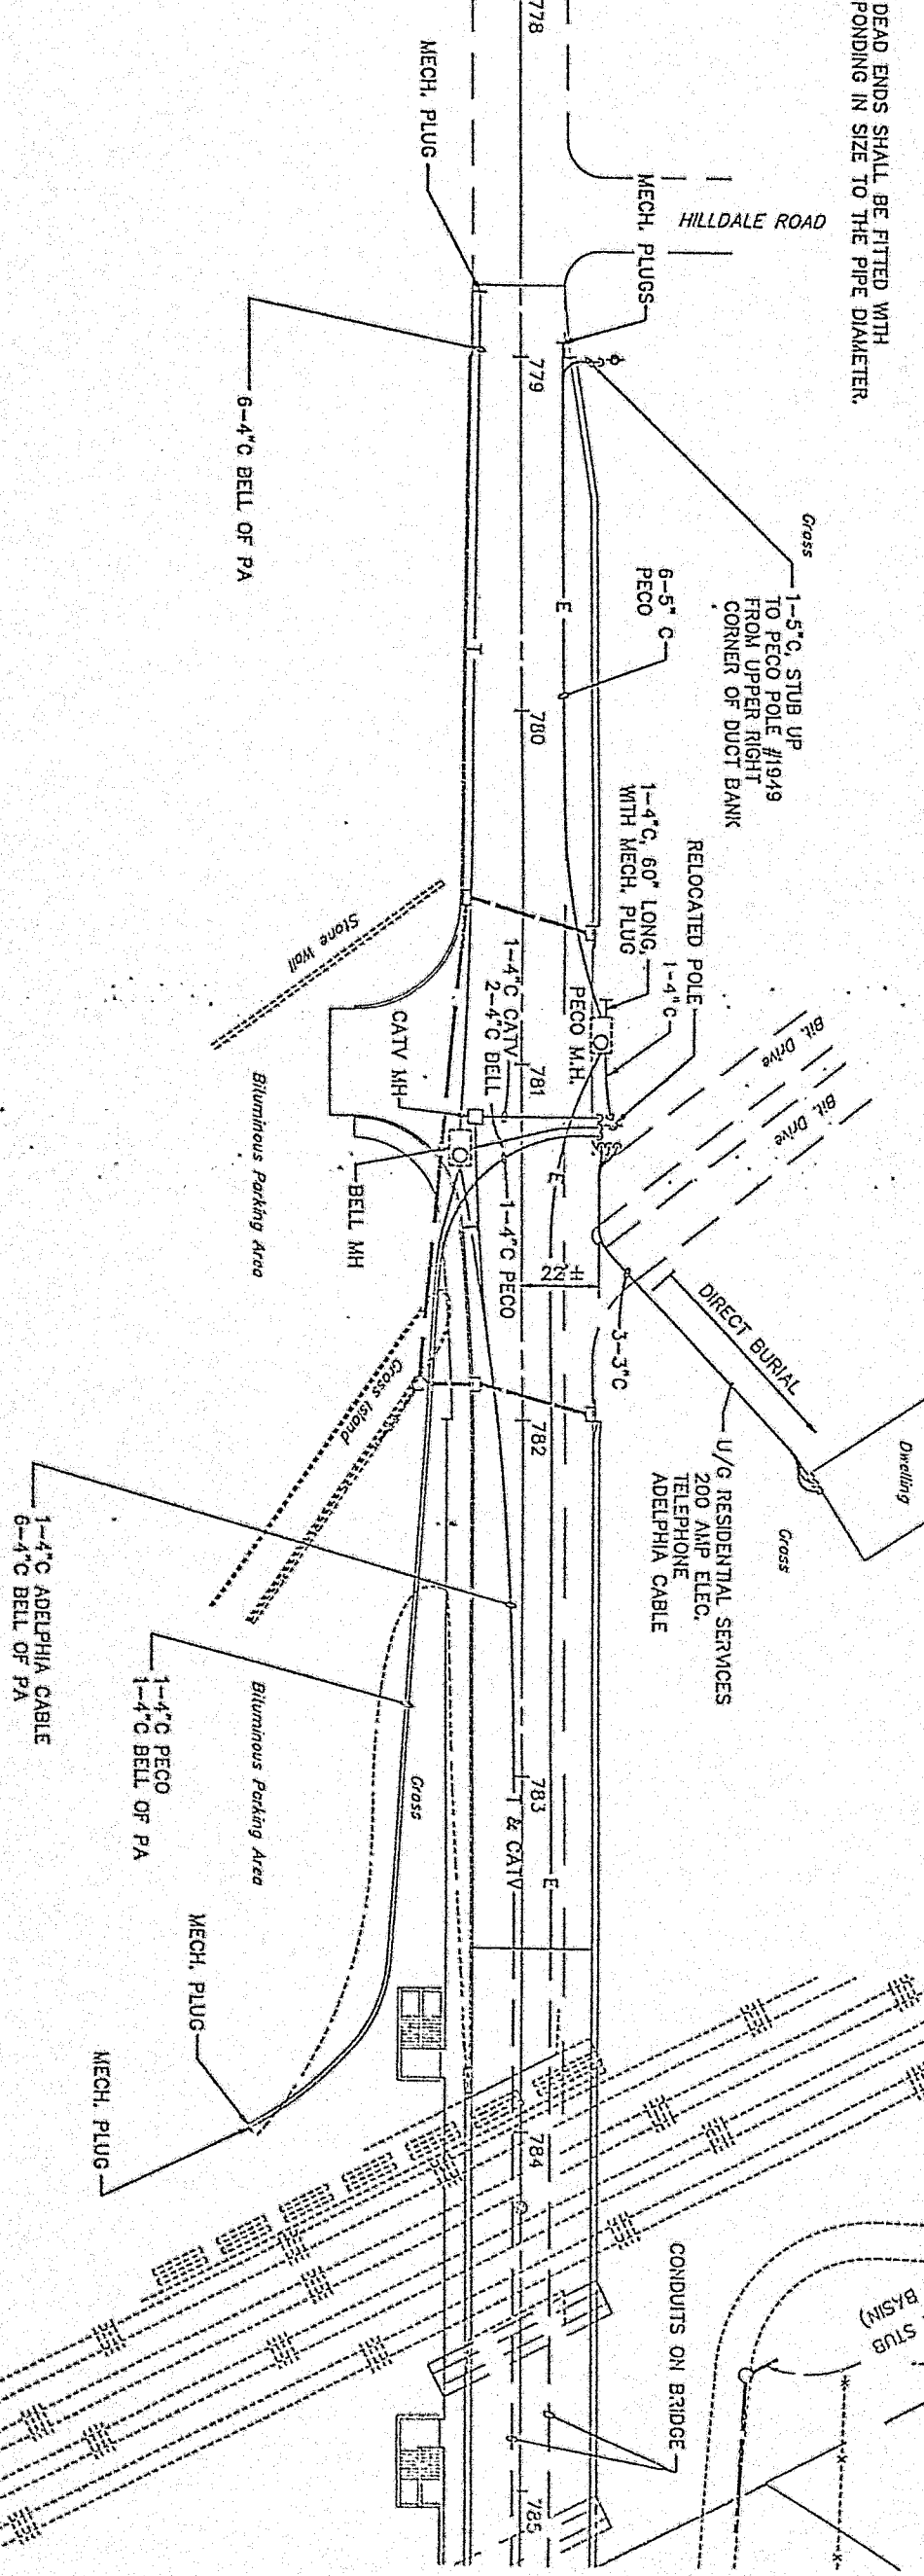 DEAD ENDS SHALL BE FITTED WITH
PONDING IN SIZE TO THE PIPE DIAMETER.
778
MECH. PLUG
MECH. PLUGS
HILLDALE ROAD
779
6-4"C BELL OF PA
Grass
1-5"C, STUB UP
TO PECO POLE #1949
FROM UPPER RIGHT
CORNER OF DUCT BANK
E
6-5" C
PECO
T
780
1-4"C, 60" LONG,
WITH MECH. PLUG
RELOCATED POLE
1-4"C
PECO M.H.
Stone Wall
1-4"C CATV
2-4"C BELL
781
CATV MH
Bit. Drive
Bit. Drive
Bituminous Parking Area
BELL MH
1-4"C PECO
E
22'±
3-3"C
DIRECT BURIAL
Grass Island
782
U/G RESIDENTIAL SERVICES
200 AMP ELEC.
TELEPHONE
ADELPHIA CABLE
Dwelling
Grass
1-4"C ADELPHIA CABLE
6-4"C BELL OF PA
1-4"C PECO
1-4"C BELL OF PA
Bituminous Parking Area
Grass
783
T & CATV
E
MECH. PLUG
MECH. PLUG
784
CONDUITS ON BRIDGE
STUB
BASIN)
785